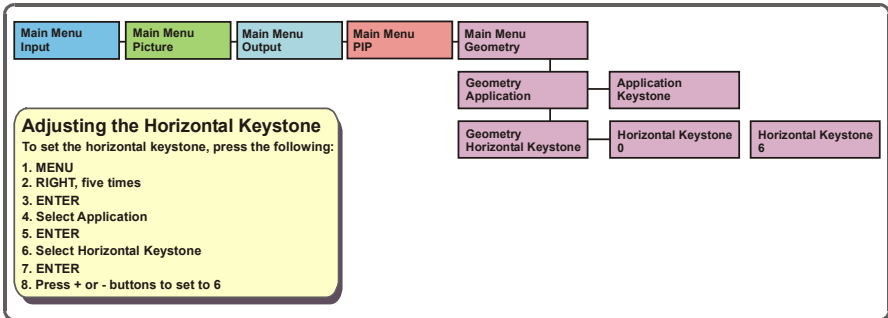 Main Menu
Input
Main Menu
Picture
Main Menu
Output
Main Menu
PIP
Main Menu
Geometry
Geometry
Application
Application
Keystone
Geometry
Horizontal Keystone
Horizontal Keystone
0
Horizontal Keystone
6
Adjusting the Horizontal Keystone
To set the horizontal keystone, press the following:
1. MENU
2. RIGHT, five times
3. ENTER
4. Select Application
5. ENTER
6. Select Horizontal Keystone
7. ENTER
8. Press + or - buttons to set to 6